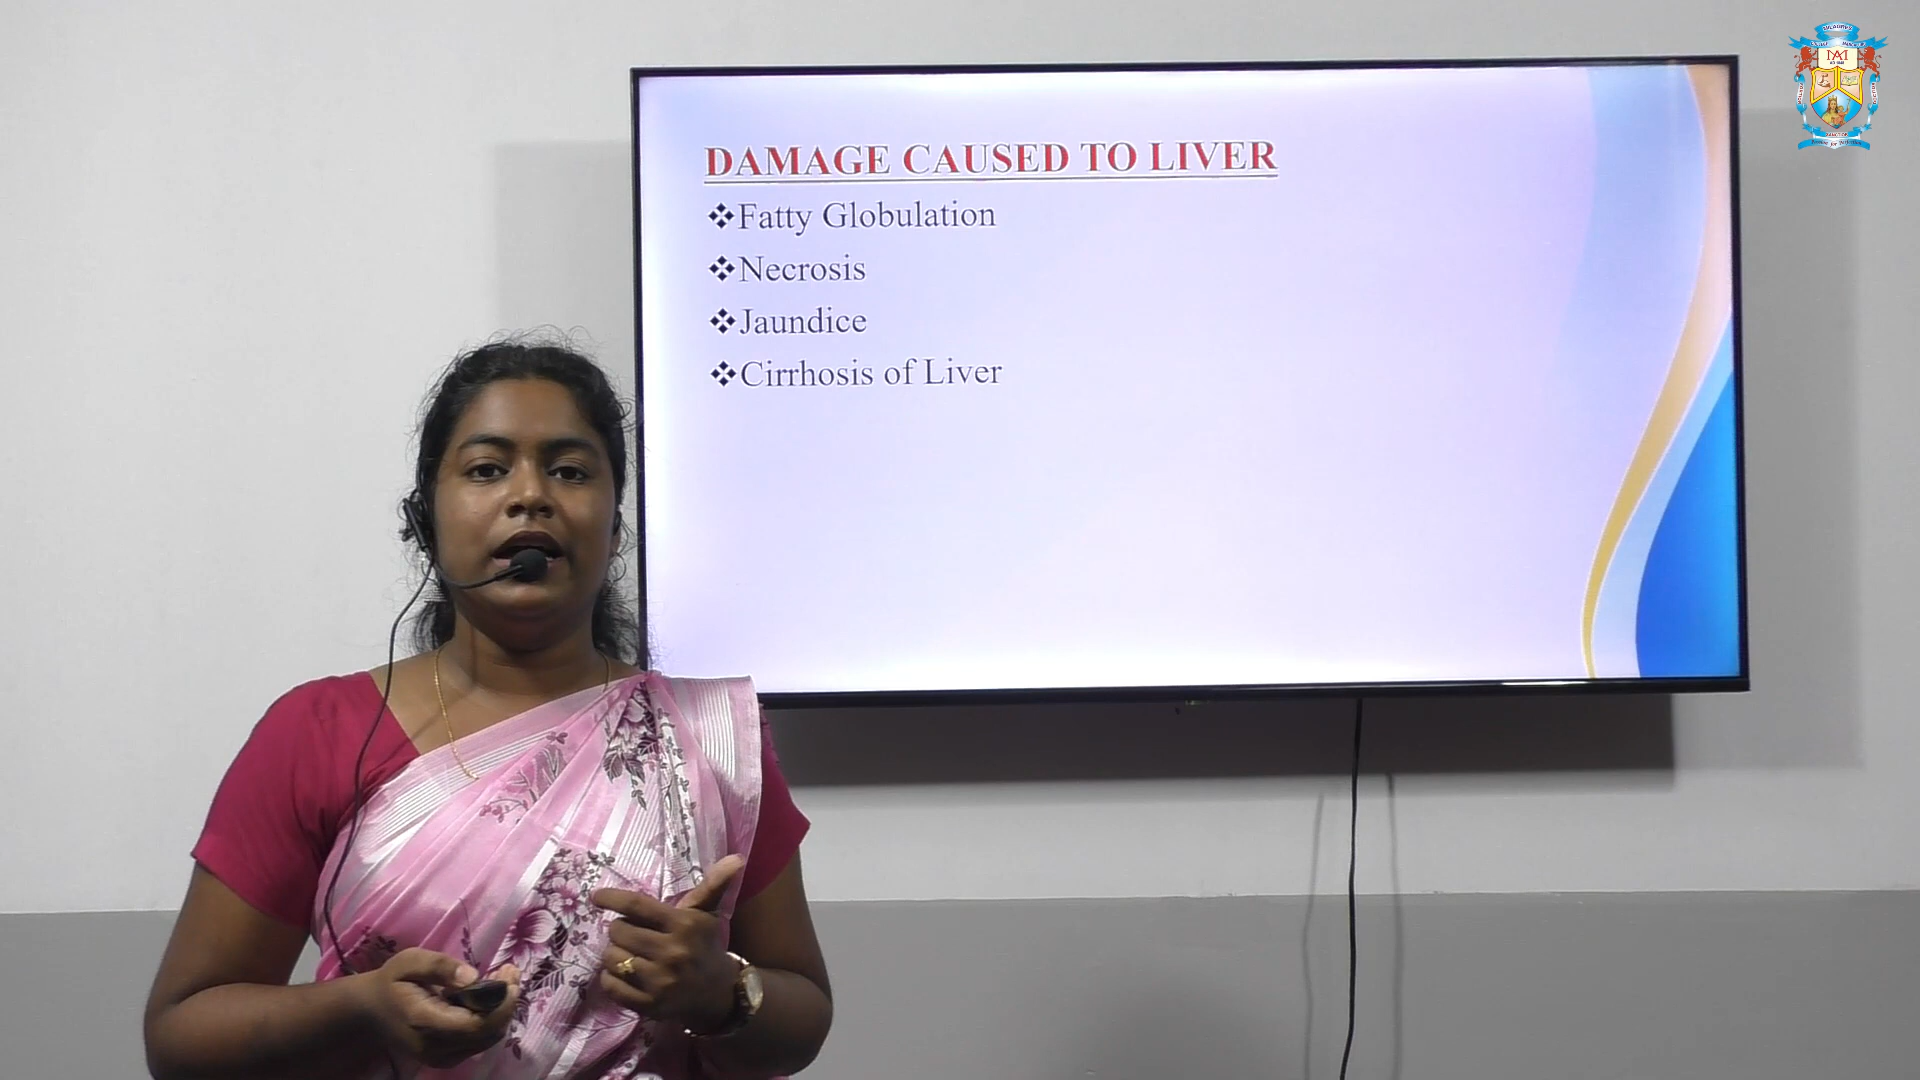 DAMAGE CAUSED TO LIVER
❖Fatty Globulation
❖Necrosis
❖Jaundice
❖Cirrhosis of Liver